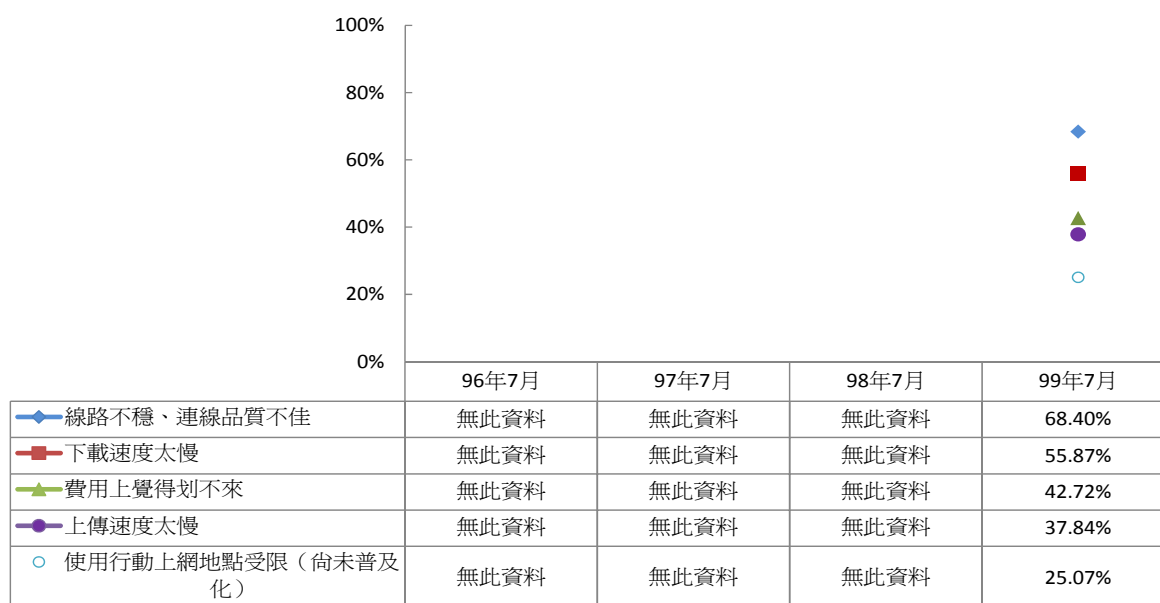 100%
80%
60%
40%
20%
0%
96年7月 97年7月 98年7月 99年7月
線路不穩、連線品質不佳 無此資料 無此資料 無此資料 68.40%
下載速度太慢 無此資料 無此資料 無此資料 55.87%
費用上覺得划不來 無此資料 無此資料 無此資料 42.72%
上傳速度太慢 無此資料 無此資料 無此資料 37.84%
使用行動上網地點受限（尚未普及
化） 無此資料 無此資料 無此資料 25.07%